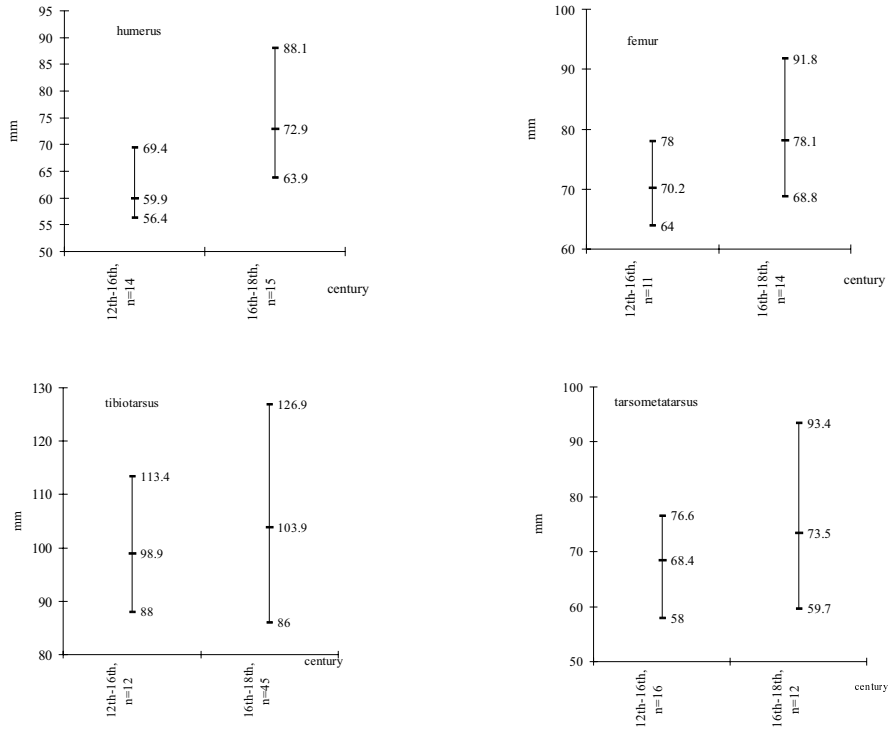 humerus
mm
95
90
85
80
75
70
65
60
55
50
69.4
59.9
56.4
88.1
72.9
63.9
12th-16th,
n=14
16th-18th,
n=15
century
femur
mm
100
90
80
70
60
78
70.2
64
91.8
78.1
68.8
12th-16th,
n=11
16th-18th,
n=14
century
tibiotarsus
mm
130
120
110
100
90
80
113.4
98.9
88
126.9
103.9
86
12th-16th,
n=12
16th-18th,
n=45
century
tarsometatarsus
mm
100
90
80
70
60
50
76.6
68.4
58
93.4
73.5
59.7
12th-16th,
n=16
16th-18th,
n=12
century